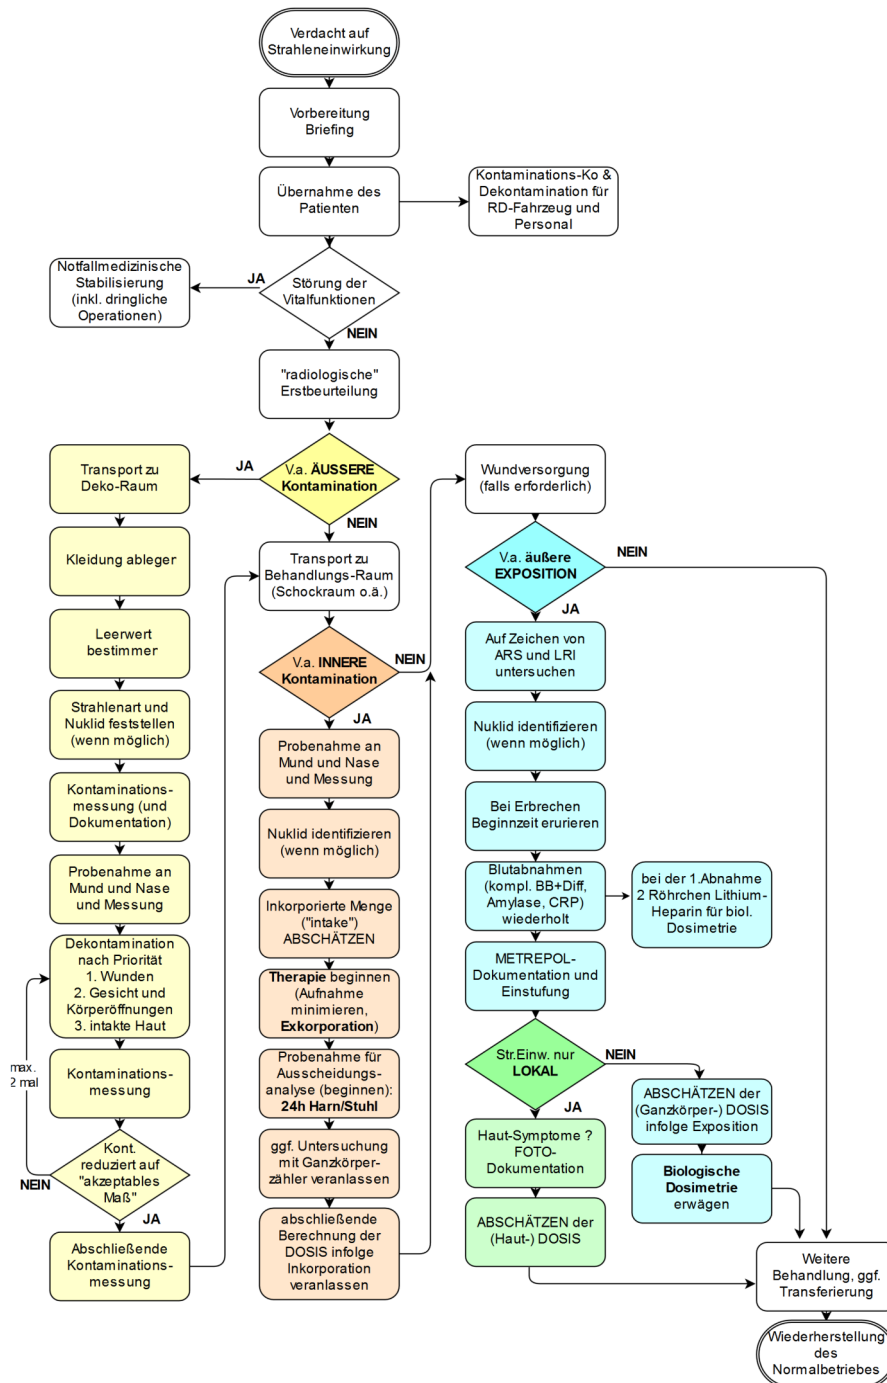 Verdacht auf
Strahleneinwirkung
Vorbereitung
Briefing
Übernahme des
Patienten
Kontaminations-Ko &
Dekontamination für
RD-Fahrzeug und
Personal
Störung der
Vitalfunktionen
JA
Notfallmedizinische
Stabilisierung
(inkl. dringliche
Operationen)
NEIN
"radiologische"
Erstbeurteilung
V.a. ÄUSSERE
Kontamination
JA
NEIN
Transport zu
Deko-Raum
Kleidung ableger
Leerwert
bestimmer
Strahlenart und
Nuklid feststellen
(wenn möglich)
Kontaminations-
messung (und
Dokumentation)
Probenahme an
Mund und Nase
und Messung
Dekontamination
nach Priorität
1. Wunden
2. Gesicht und
Körperöffnungen
3. intakte Haut
Kontaminations-
messung
max.
2 mal
Kont.
reduziert auf
"akzeptables
Maß"
NEIN
JA
Abschließende
Kontaminations-
messung
Transport zu
Behandlungs-Raum
(Schockraum o.ä.)
V.a. INNERE
Kontamination
NEIN
JA
Probenahme an
Mund und Nase
und Messung
Nuklid identifizieren
(wenn möglich)
Inkorporierte Menge
("intake")
ABSCHÄTZEN
Therapie beginnen
(Aufnahme
minimieren,
Exkorporation)
Probenahme für
Ausscheidungs-
analyse (beginnen):
24h Harn/Stuhl
ggf. Untersuchung
mit Ganzkörper-
zähler veranlassen
abschließende
Berechnung der
DOSIS infolge
Inkorporation
veranlassen
Wundversorgung
(falls erforderlich)
V.a. äußere
EXPOSITION
NEIN
JA
Auf Zeichen von
ARS und LRI
untersuchen
Nuklid identifizieren
(wenn möglich)
Bei Erbrechen
Beginnzeit erurieren
Blutabnahmen
(kompl. BB+Diff,
Amylase, CRP)
wiederholt
bei der 1.Abnahme
2 Röhrchen Lithium-
Heparin für biol.
Dosimetrie
METREPOL-
Dokumentation und
Einstufung
Str.Einw. nur
LOKAL
NEIN
JA
Haut-Symptome ?
FOTO-
Dokumentation
ABSCHÄTZEN der
(Haut-) DOSIS
ABSCHÄTZEN der
(Ganzkörper-) DOSIS
infolge Exposition
Biologische
Dosimetrie
erwägen
Weitere
Behandlung, ggf.
Transferierung
Wiederherstellung
des
Normalbetriebes